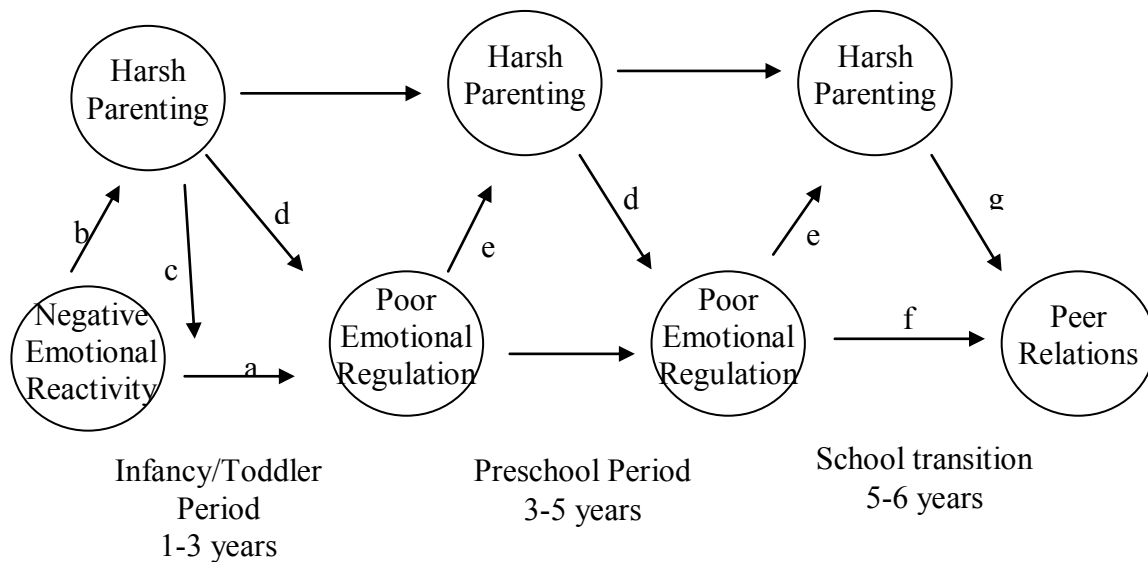 Harsh
Parenting
Harsh
Parenting
Harsh
Parenting
b
c
d
e
d
e
g
Negative
Emotional
Reactivity
a
Poor
Emotional
Regulation
Poor
Emotional
Regulation
f
Peer
Relations
Infancy/Toddler
Period
1-3 years
Preschool Period
3-5 years
School transition
5-6 years